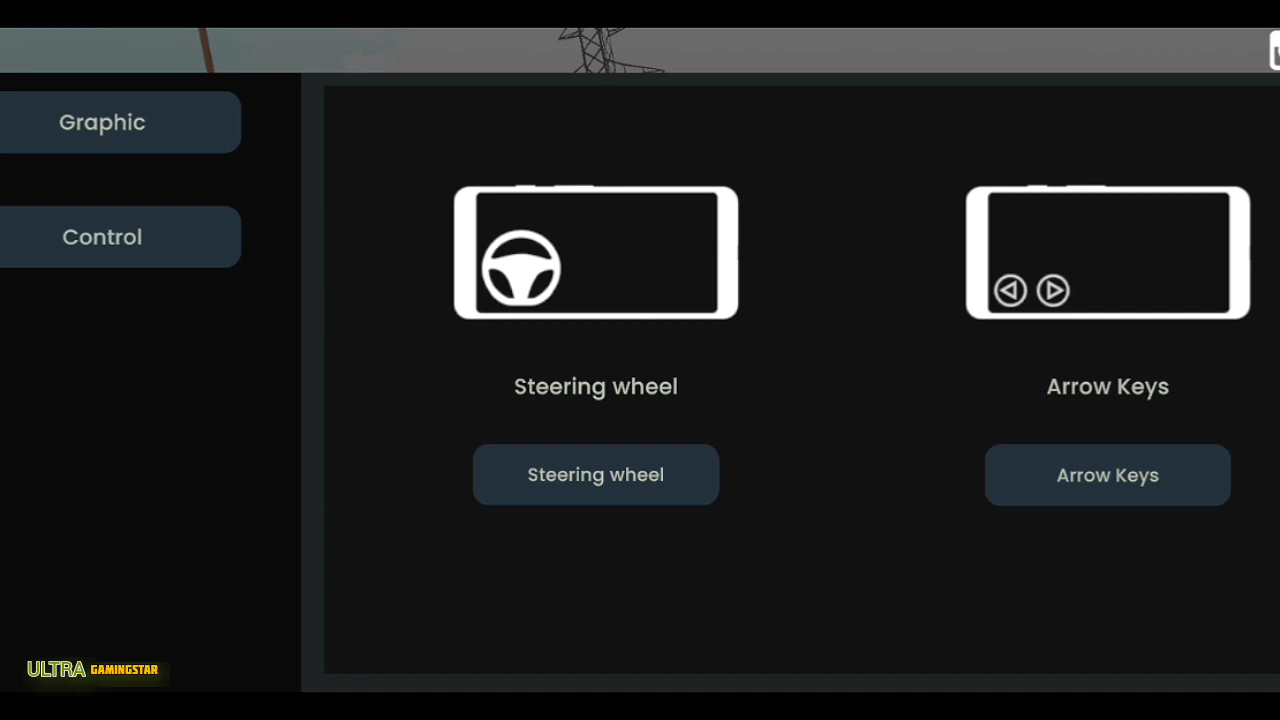 Graphic
Control
Steering wheel
Arrow Keys
Steering wheel
Arrow Keys
ULTRA GAMINGSTAR